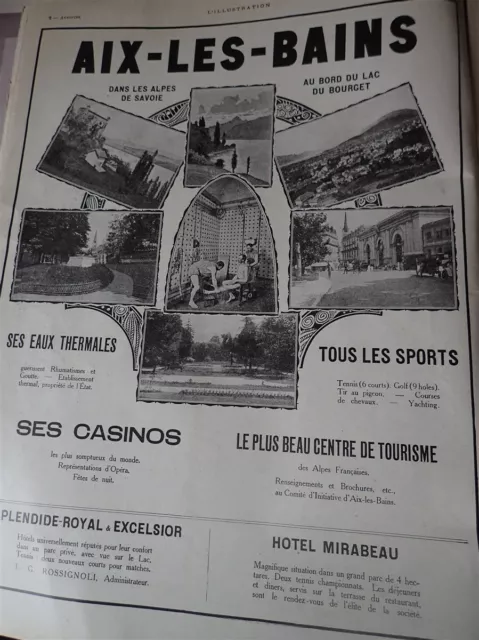 L'ILLUSTRATION
AIX-LES-BAINS
DANS LES ALPES
DE SAVOIE
AU BORD DU LAC
DU BOURGET
SES EAUX THERMALES
guérissent Rhumatismes et
Goutte. — Etablissement
thermal, propriété de l'Etat.
TOUS LES SPORTS
Tennis (6 courts). Golf (9 holes).
Tir au pigeon. — Courses
de chevaux. — Yachting.
SES CASINOS
les plus somptueux du monde.
Représentations d'Opéra.
Fêtes de nuit.
LE PLUS BEAU CENTRE DE TOURISME
des Alpes Françaises.
Renseignements et Brochures, etc.,
au Comité d'Initiative d'Aix-les-Bains.
SPLENDIDE-ROYAL & EXCELSIOR
Hôtels universellement réputés pour leur confort
dans un parc privé, avec vue sur le Lac.
Tennis: deux nouveaux courts pour matches.
J. G. ROSSIGNOLI, Administrateur.
HOTEL MIRABEAU
Magnifique situation dans un grand parc de 4 hec-
tares. Deux tennis championnats. Les déjeuners
et dîners, servis sur la terrasse du restaurant,
sont le rendez-vous de l'élite de la société.